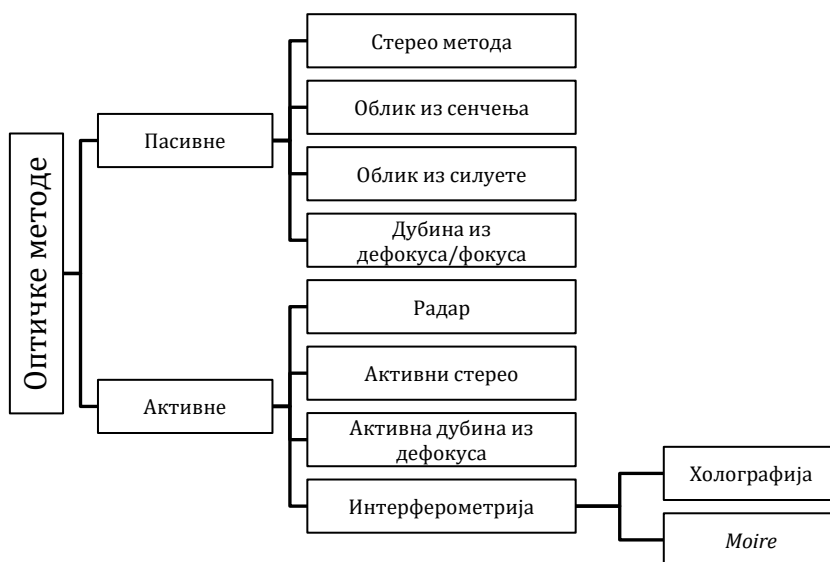 Оптичке методе
Пасивне
Стерео метода
Облик из сенчења
Облик из силуете
Дубина из
дефокуса/фокуса
Активне
Радар
Активни стерео
Активна дубина из
дефокуса
Интерферометрија
Холографија
Moire